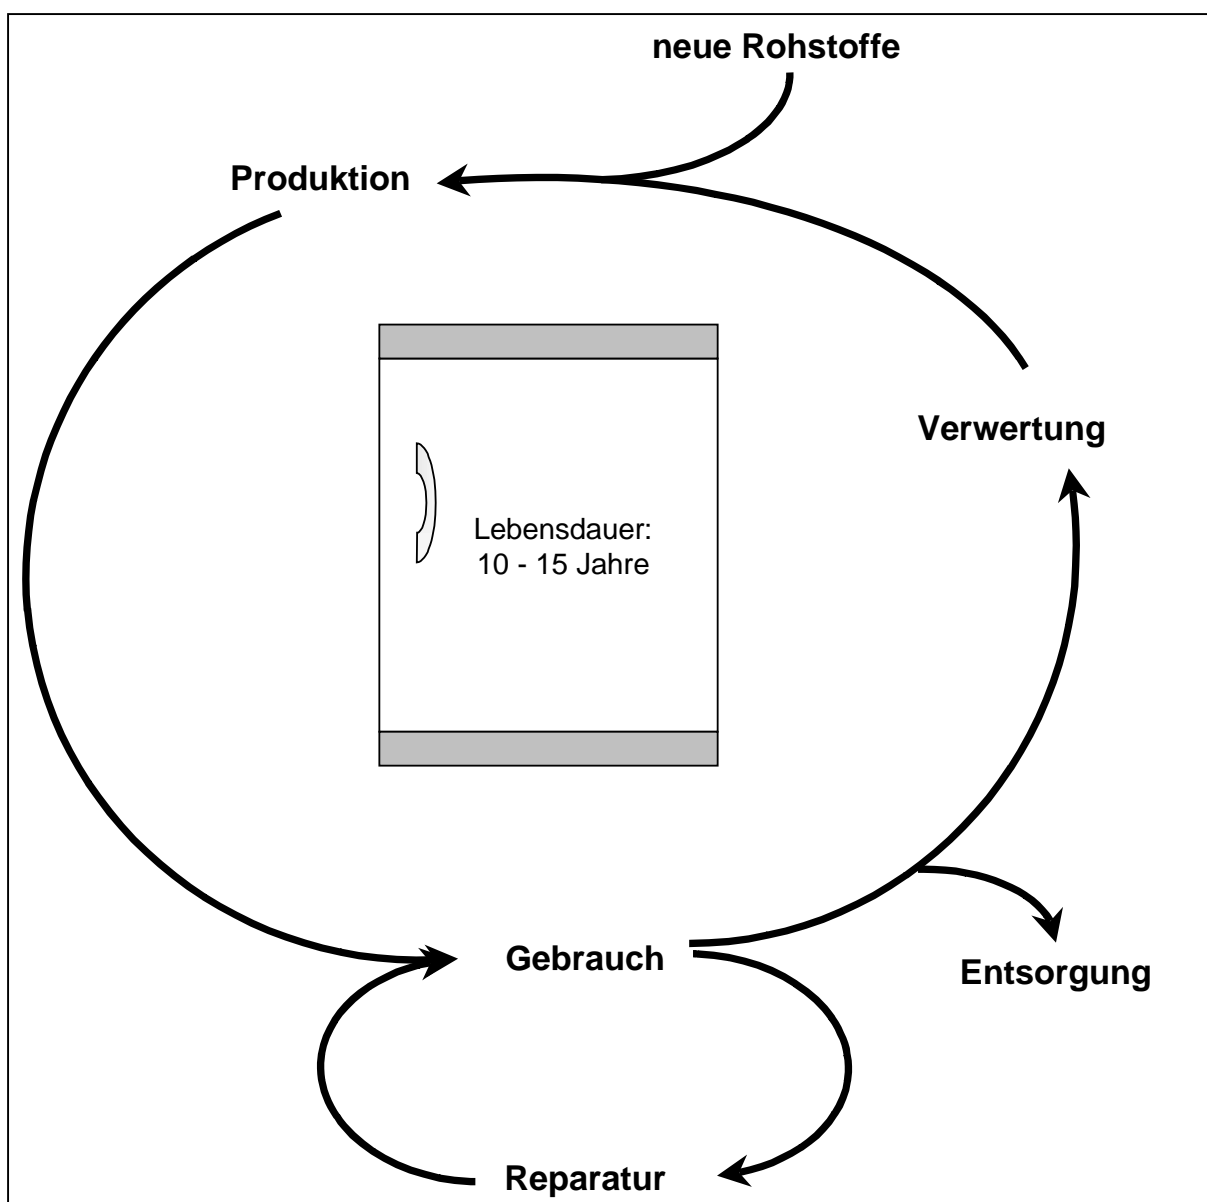 neue Rohstoffe
Produktion
Verwertung
Lebensdauer:
10 - 15 Jahre
Gebrauch
Entsorgung
Reparatur